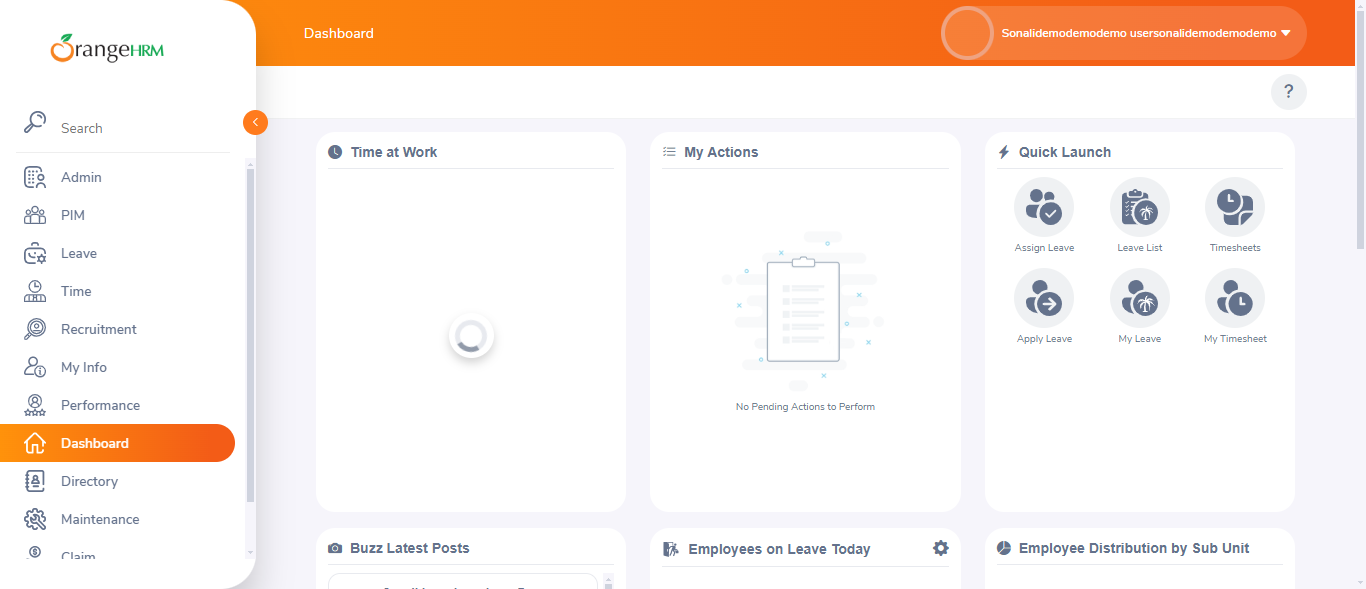 OrangeHRM
Search
Admin
PIM
Leave
Time
Recruitment
My Info
Performance
Dashboard
Directory
Maintenance
Claim
Dashboard
Sonalidemodemodemo usersonalidemodemodemo
?
Time at Work
My Actions
No Pending Actions to Perform
Quick Launch
Assign Leave
Leave List
Timesheets
Apply Leave
My Leave
My Timesheet
Buzz Latest Posts
Employees on Leave Today
Employee Distribution by Sub Unit